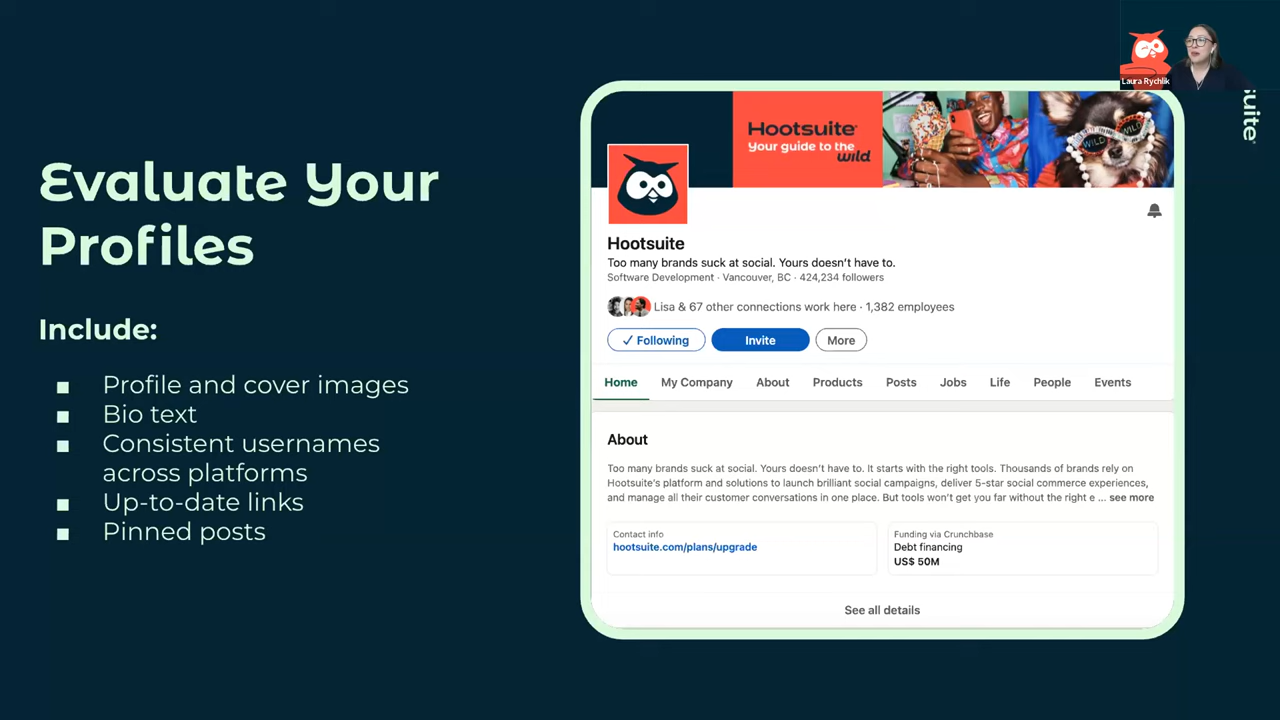 Laura Rychlik
suite
Evaluate Your
Profiles
Include:
■ Profile and cover images
■ Bio text
■ Consistent usernames
across platforms
■ Up-to-date links
■ Pinned posts
Hootsuite
Your guide to the
wild
WILD WILD
Hootsuite
Too many brands suck at social. Yours doesn't have to.
Software Development · Vancouver, BC · 424,234 followers
Lisa & 67 other connections work here · 1,382 employees
✓ Following Invite More
Home My Company About Products Posts Jobs Life People Events
About
Too many brands suck at social. Yours doesn't have to. It starts with the right tools. Thousands of brands rely on
Hootsuite's platform and solutions to launch brilliant social campaigns, deliver 5-star social commerce experiences,
and manage all their customer conversations in one place. But tools won't get you far without the right e ... see more
Contact info
hootsuite.com/plans/upgrade
Funding via Crunchbase
Debt financing
US$ 50M
See all details